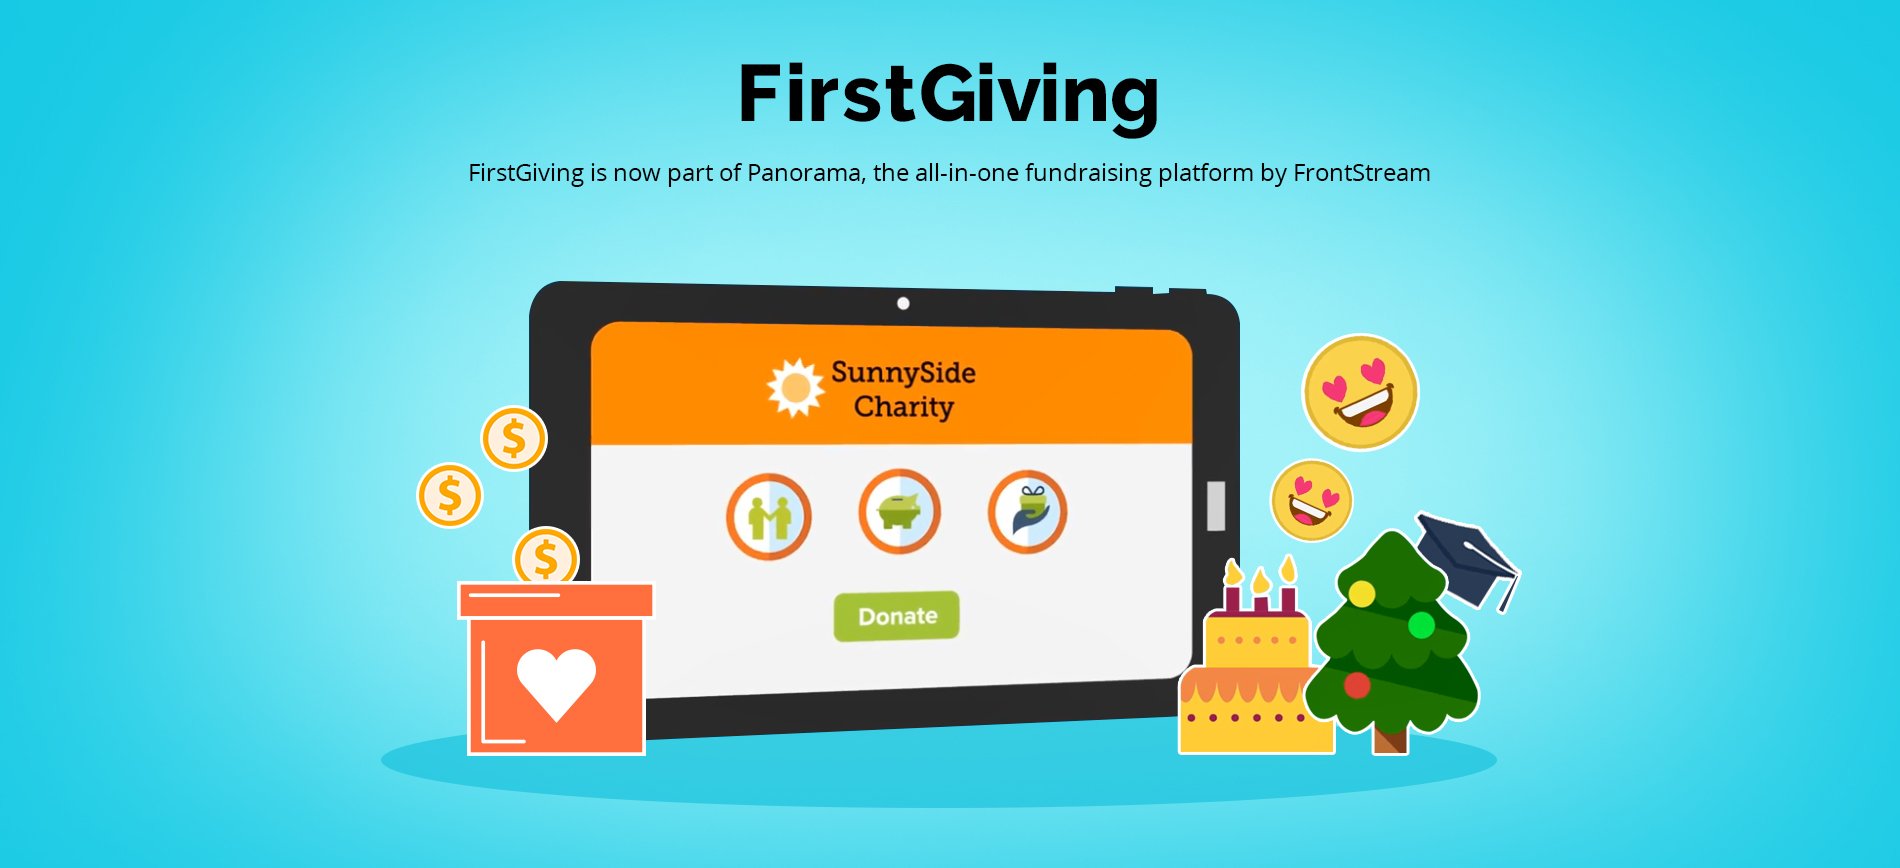 FirstGiving
FirstGiving is now part of Panorama, the all-in-one fundraising platform by FrontStream
SunnySide
Charity
$
$
$
Donate